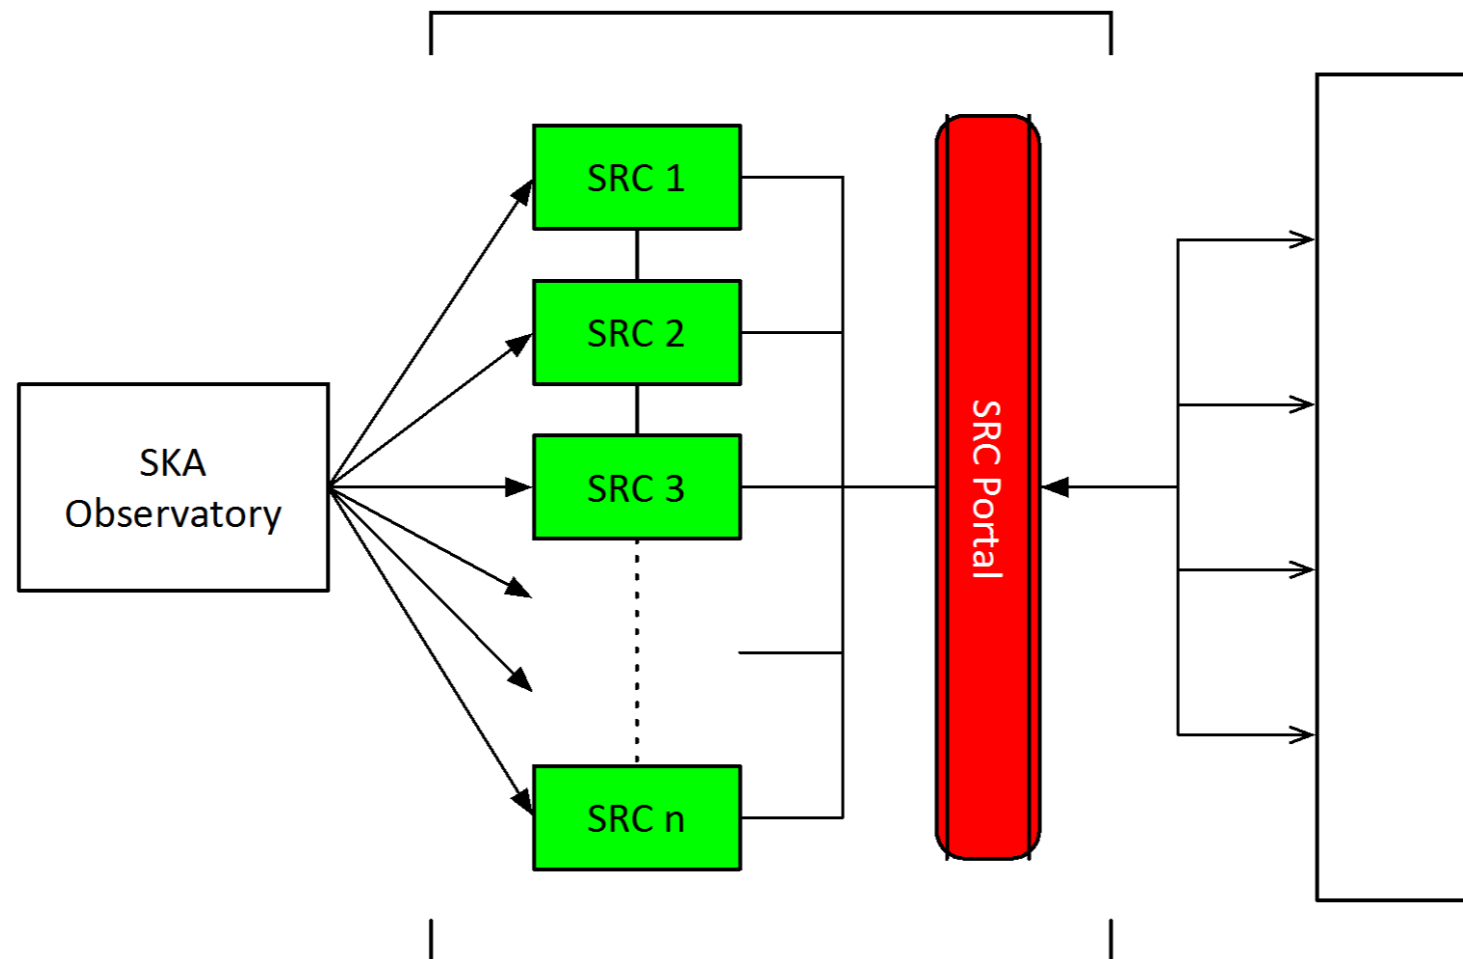 SRC 1
SRC 2
SKA
Observatory
SRC 3
SRC Portal
SRC n